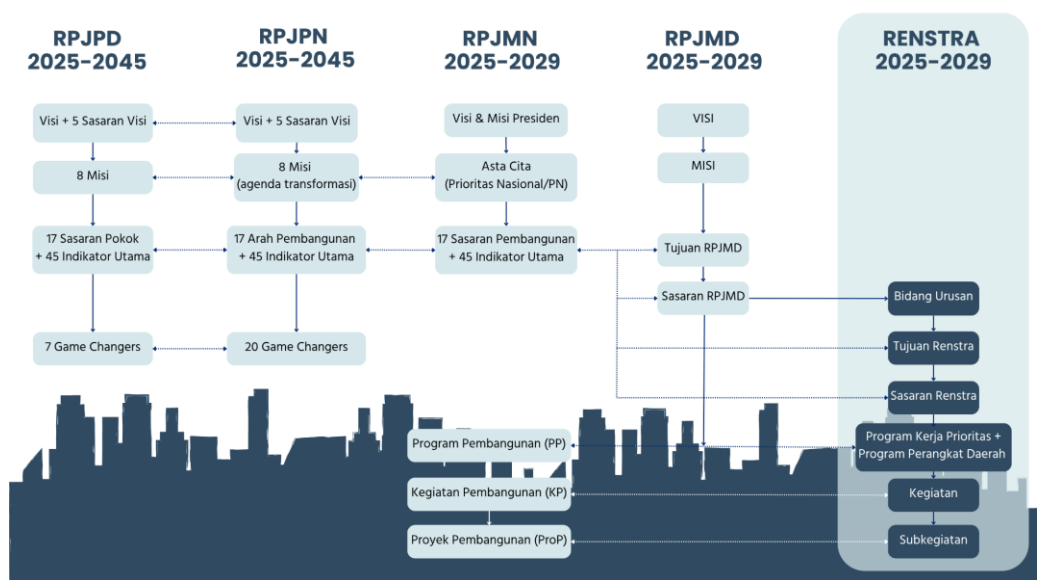 RPJPD
2025-2045
Visi + 5 Sasaran Visi
8 Misi
17 Sasaran Pokok
+ 45 Indikator Utama
7 Game Changers
RPJPN
2025-2045
Visi + 5 Sasaran Visi
8 Misi
(agenda transformasi)
17 Arah Pembangunan
+ 45 Indikator Utama
20 Game Changers
RPJMN
2025-2029
Visi & Misi Presiden
Asta Cita
(Prioritas Nasional/PN)
17 Sasaran Pembangunan
+ 45 Indikator Utama
Program Pembangunan (PP)
Kegiatan Pembangunan (KP)
Proyek Pembangunan (ProP)
RPJMD
2025-2029
VISI
MISI
Tujuan RPJMD
Sasaran RPJMD
RENSTRA
2025-2029
Bidang Urusan
Tujuan Renstra
Sasaran Renstra
Program Kerja Prioritas +
Program Perangkat Daerah
Kegiatan
Subkegiatan